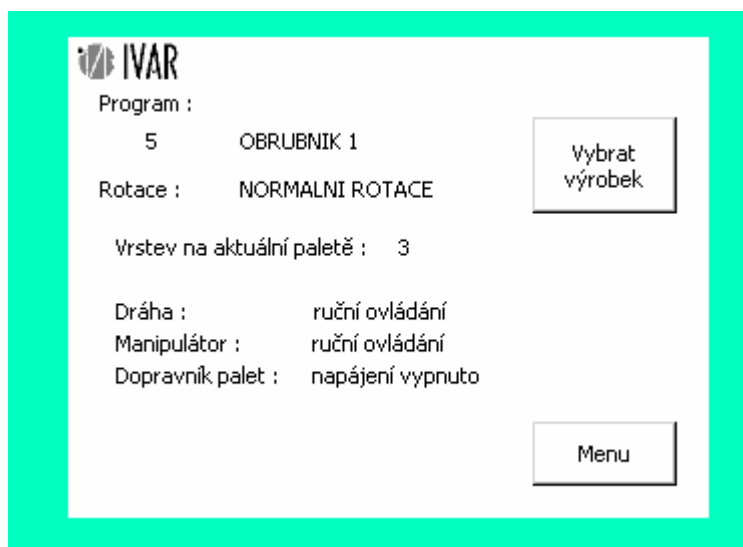 IVAR
Program :
5 OBRUBNIK 1
Vybrat
výrobek
Rotace : NORMALNI ROTACE
Vrstev na aktuální paletě : 3
Dráha : ruční ovládání
Manipulátor : ruční ovládání
Dopravník palet : napájení vypnuto
Menu